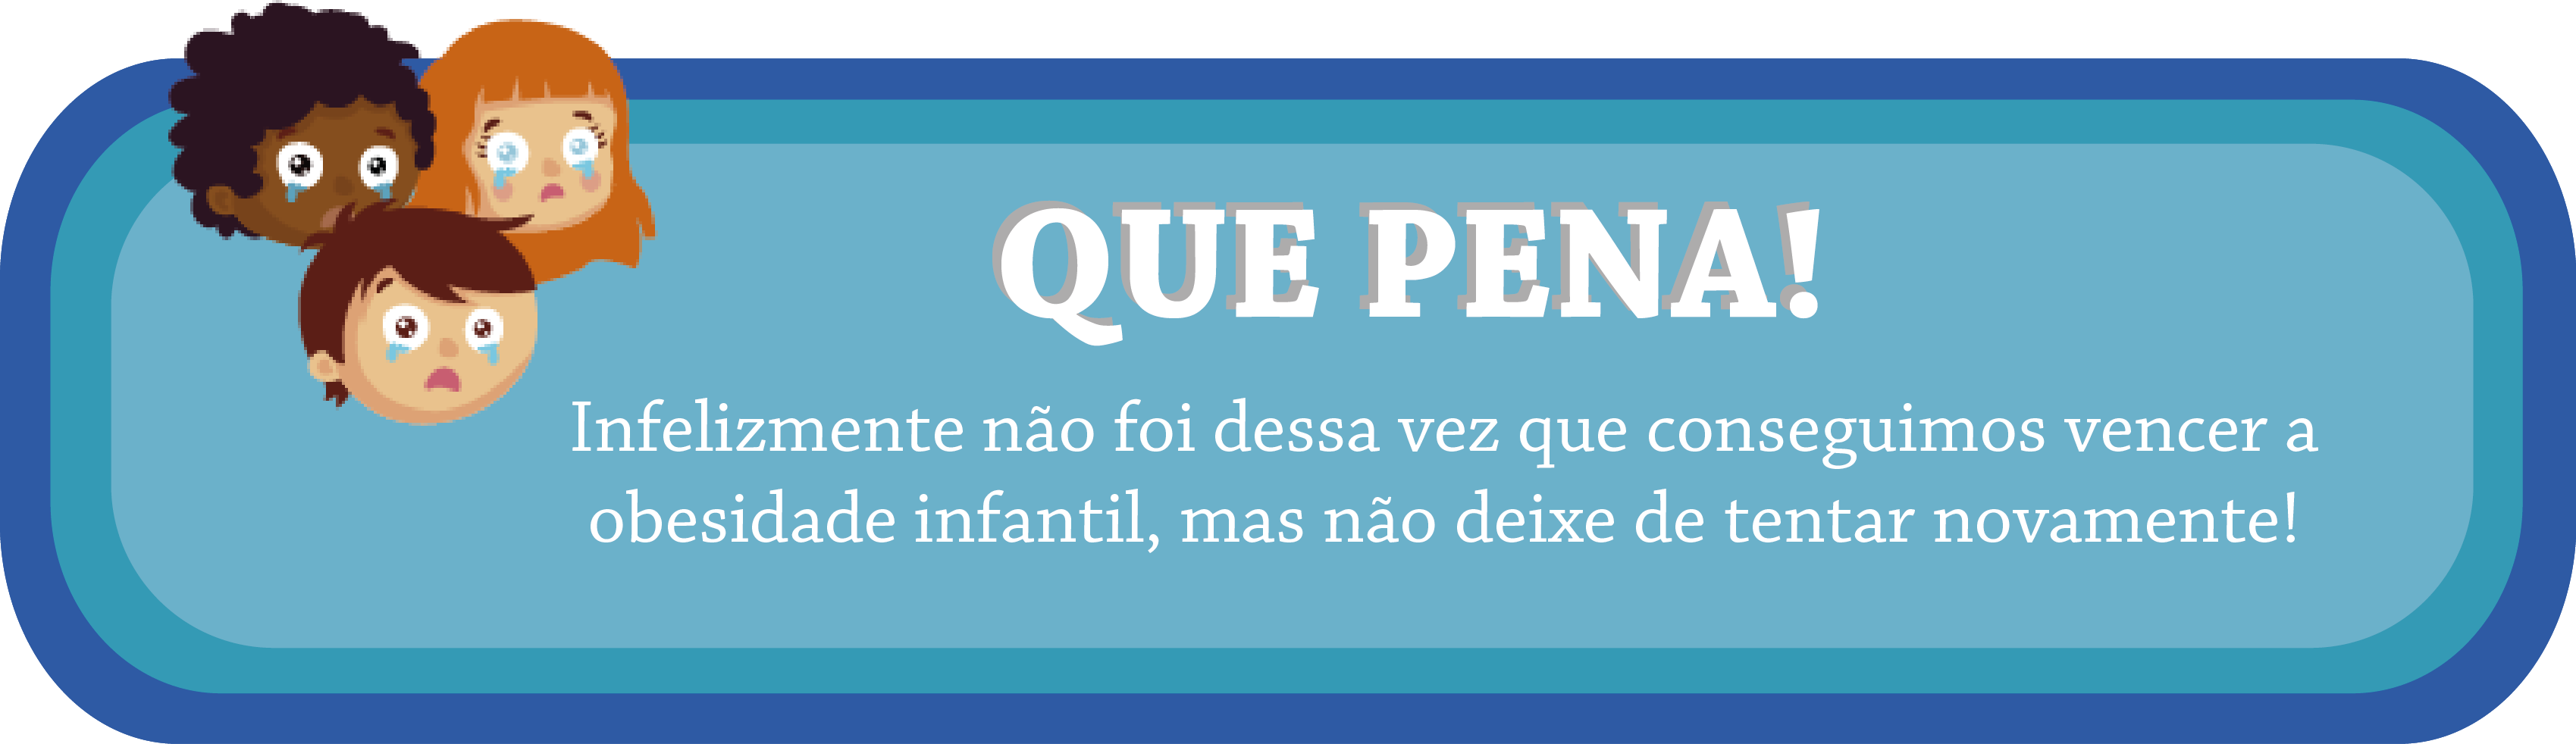 QUE PENA!
Infelizmente não foi dessa vez que conseguimos vencer a
obesidade infantil, mas não deixe de tentar novamente!